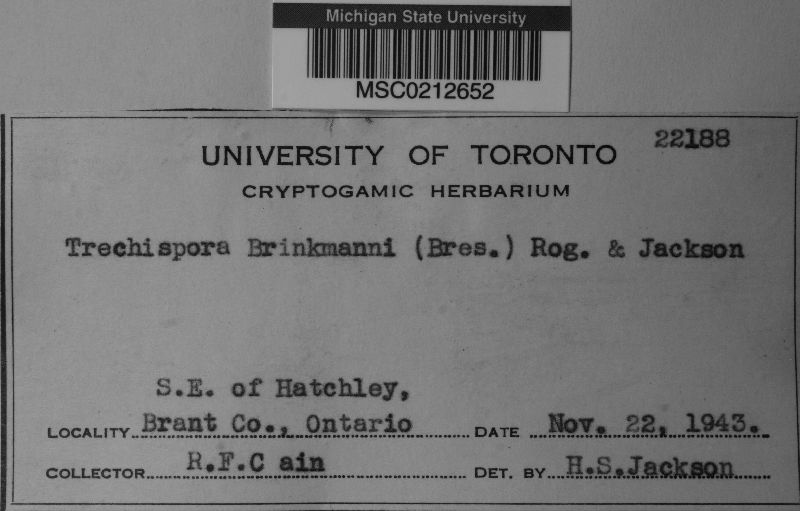 Michigan State University
MSC0212652
22188
UNIVERSITY OF TORONTO
CRYPTOGAMIC HERBARIUM
Trechispora Brinkmanni (Bres.) Rog. & Jackson
S.E. of Hatchley,
LOCALITY Brant Co., Ontario DATE Nov. 22, 1943.
COLLECTOR R.F.C ain DET. BY H.S.Jackson